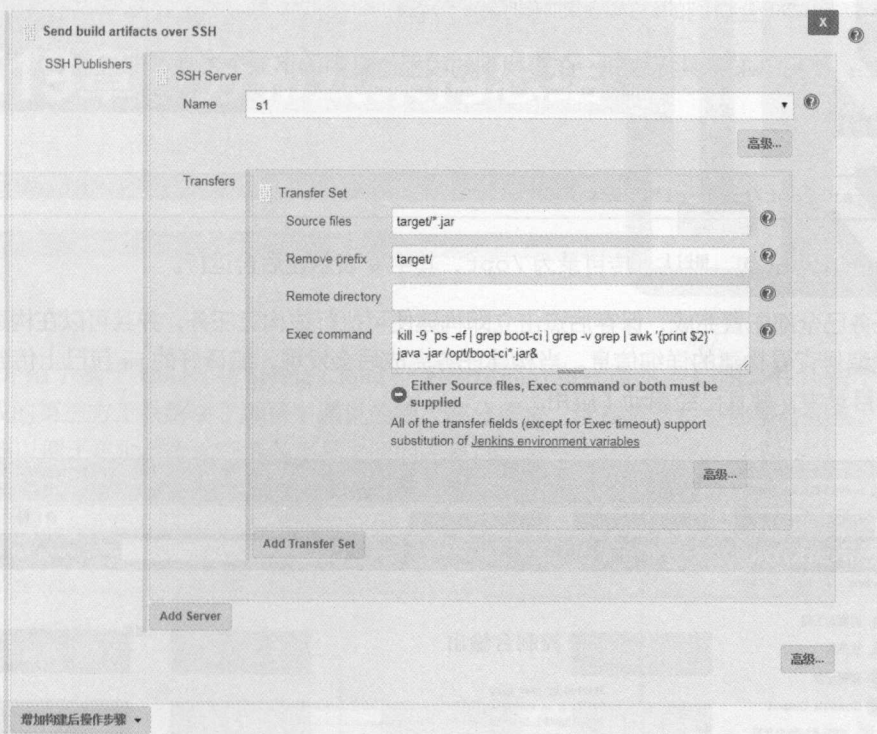 Send build artifacts over SSH
X
SSH Publishers
SSH Server
Name
s1
高级...
Transfers
Transfer Set
Source files
target/*.jar
Remove prefix
target/
Remote directory
Exec command
kill -9 `ps -ef | grep boot-ci | grep -v grep | awk '{print $2}'`
java -jar /opt/boot-ci*.jar&
Either Source files, Exec command or both must be
supplied
All of the transfer fields (except for Exec timeout) support
substitution of Jenkins environment variables
高级...
Add Transfer Set
Add Server
高级...
增加构建后操作步骤